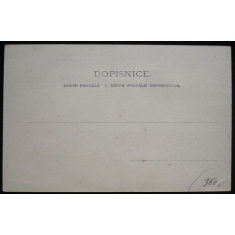 DOPISNICE.
CARTE POSTALE. — UNION POSTALE UNIVERSELLE.